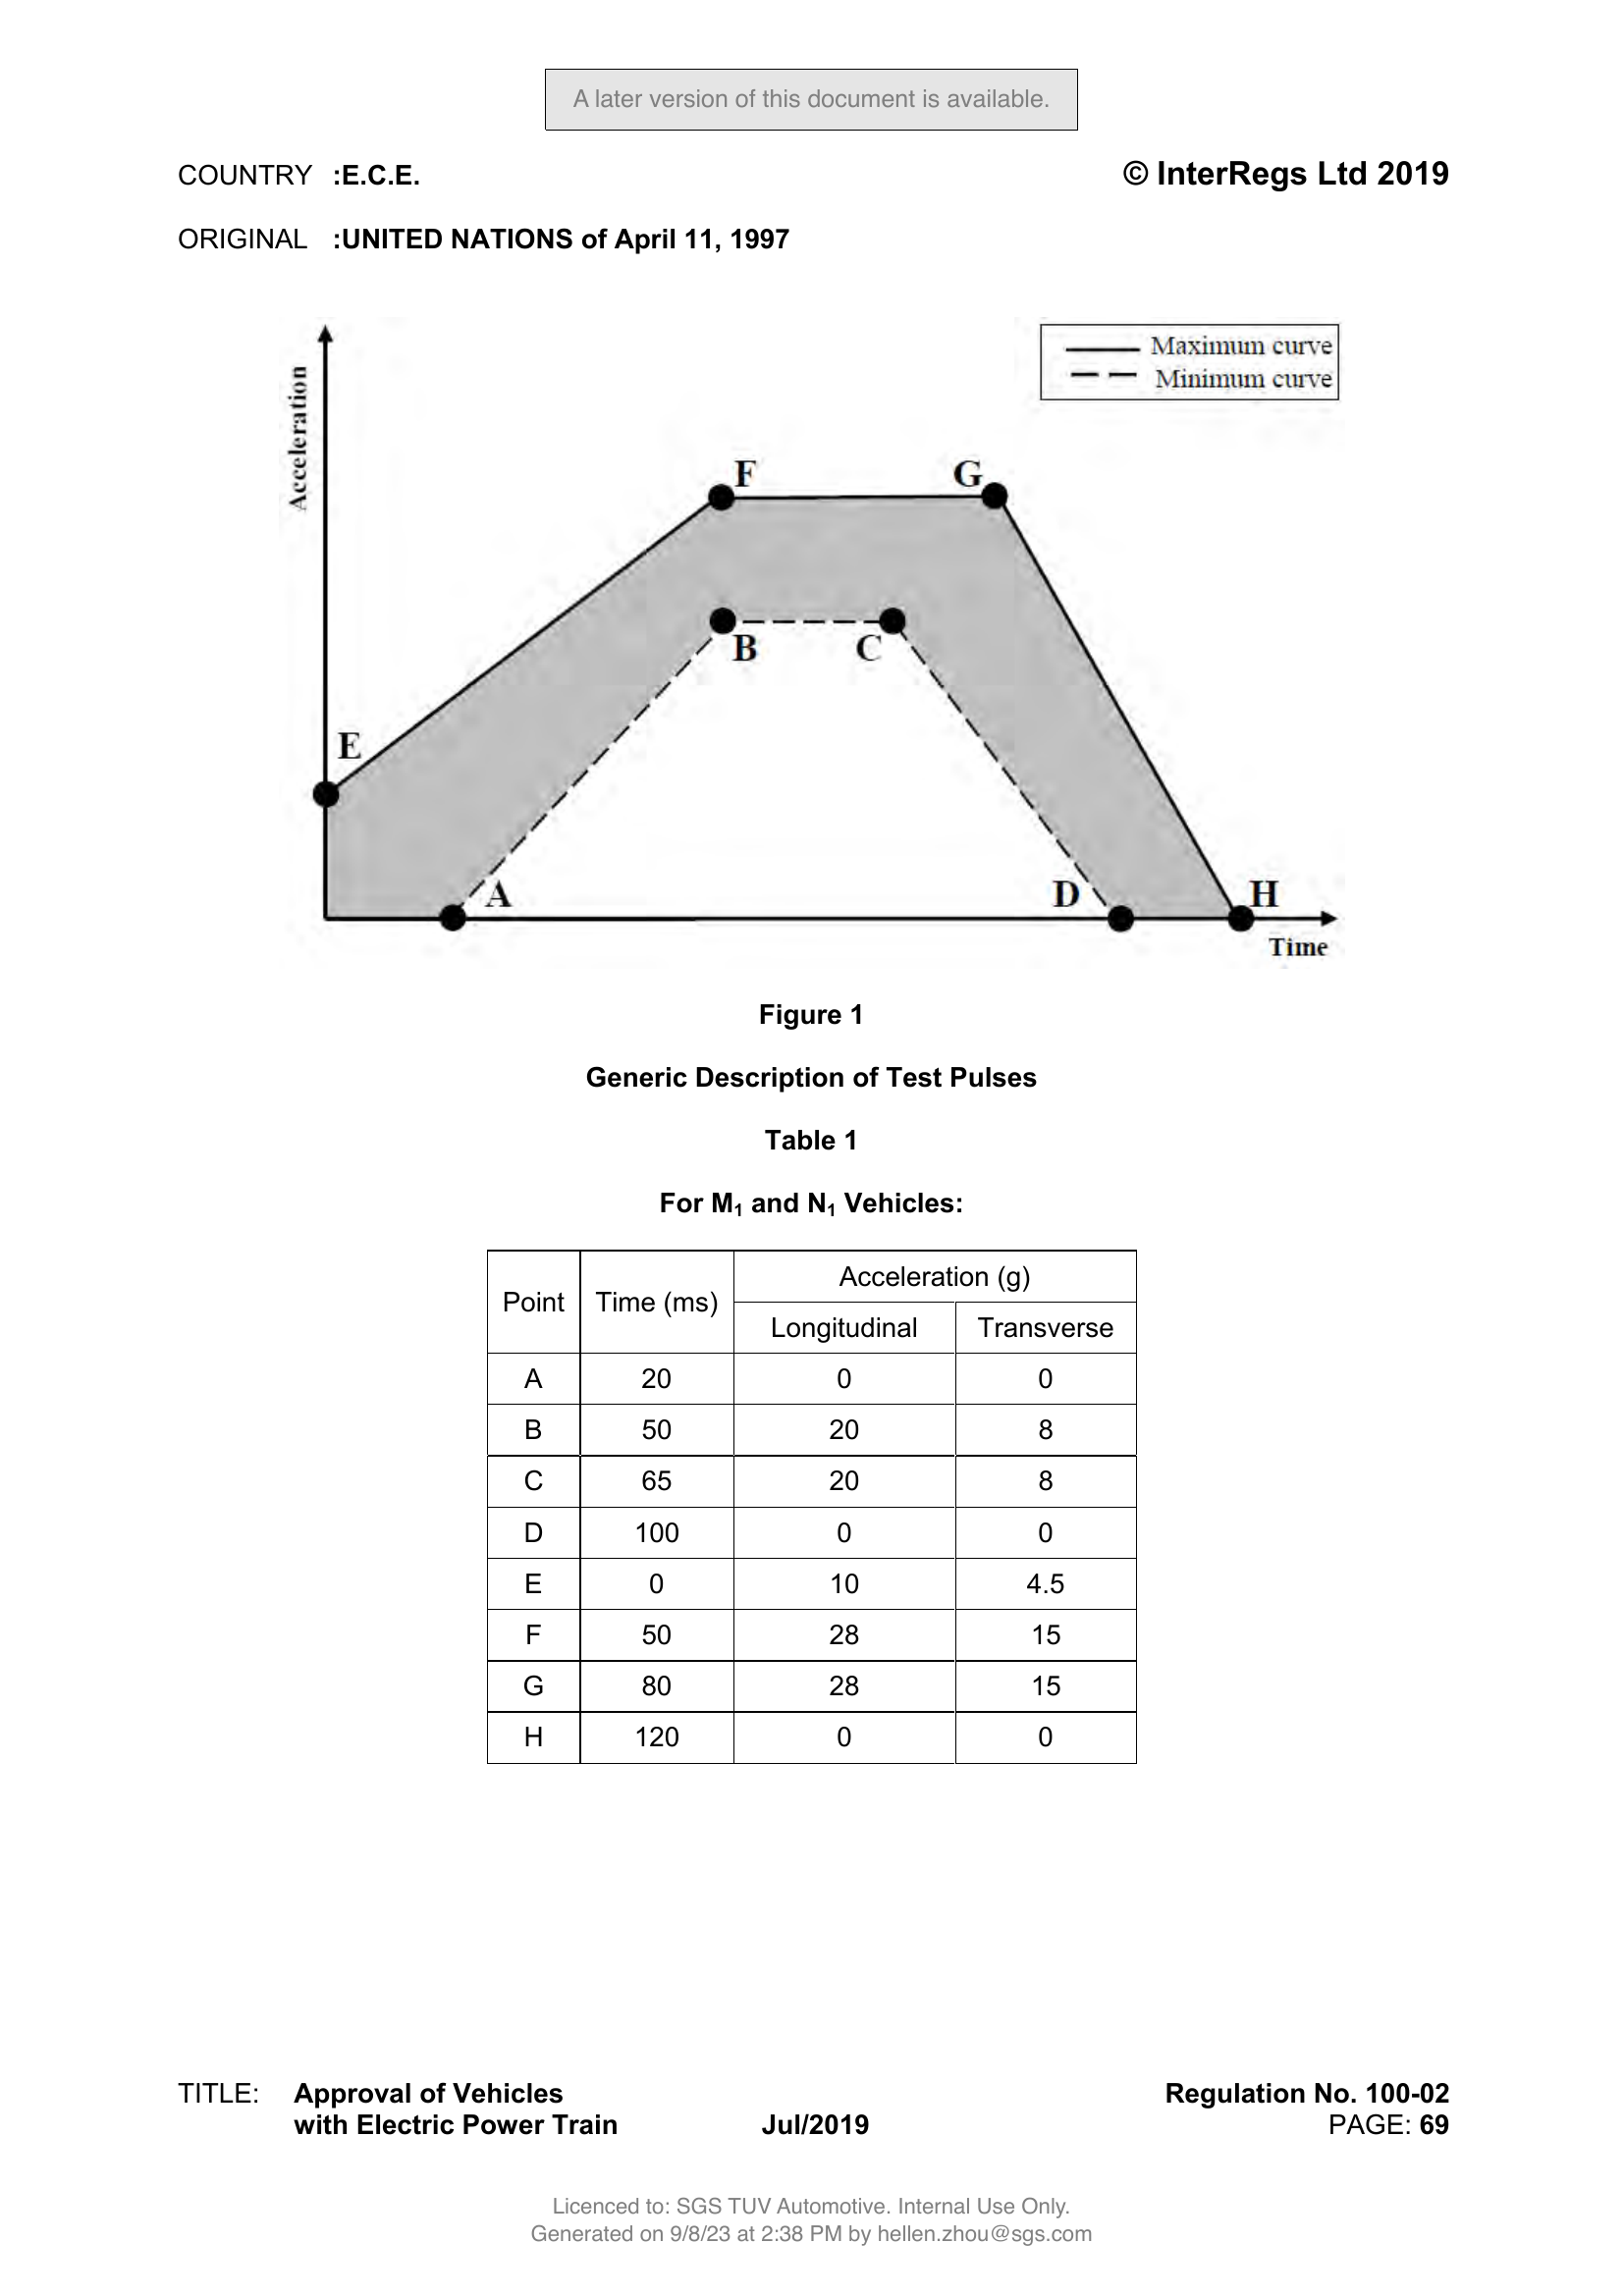 A later version of this document is available.
COUNTRY :E.C.E. © InterRegs Ltd 2019
ORIGINAL :UNITED NATIONS of April 11, 1997
Acceleration
Maximum curve
Minimum curve
F
G
B
C
E
A
D
H
Time
Figure 1
Generic Description of Test Pulses
Table 1
For M₁ and N₁ Vehicles:
Point Time (ms) Acceleration (g)
Longitudinal Transverse
A 20 0 0
B 50 20 8
C 65 20 8
D 100 0 0
E 0 10 4.5
F 50 28 15
G 80 28 15
H 120 0 0
TITLE: Approval of Vehicles Regulation No. 100-02
with Electric Power Train Jul/2019 PAGE: 69
Licenced to: SGS TUV Automotive. Internal Use Only.
Generated on 9/8/23 at 2:38 PM by hellen.zhou@sgs.com